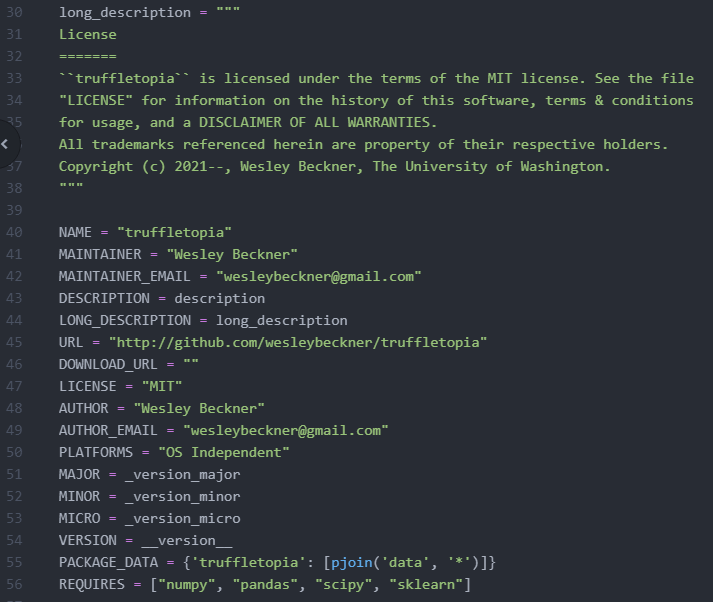 30 long_description = """
31 License
32 =======
33 ``truffletopia`` is licensed under the terms of the MIT license. See the file
34 "LICENSE" for information on the history of this software, terms & conditions
35 for usage, and a DISCLAIMER OF ALL WARRANTIES.
All trademarks referenced herein are property of their respective holders.
37 Copyright (c) 2021--, Wesley Beckner, The University of Washington.
38 """
39
40 NAME = "truffletopia"
41 MAINTAINER = "Wesley Beckner"
42 MAINTAINER_EMAIL = "wesleybeckner@gmail.com"
43 DESCRIPTION = description
44 LONG_DESCRIPTION = long_description
45 URL = "http://github.com/wesleybeckner/truffletopia"
46 DOWNLOAD_URL = ""
47 LICENSE = "MIT"
48 AUTHOR = "Wesley Beckner"
49 AUTHOR_EMAIL = "wesleybeckner@gmail.com"
50 PLATFORMS = "OS Independent"
51 MAJOR = _version_major
52 MINOR = _version_minor
53 MICRO = _version_micro
54 VERSION = __version__
55 PACKAGE_DATA = {'truffletopia': [pjoin('data', '*')]}
56 REQUIRES = ["numpy", "pandas", "scipy", "sklearn"]